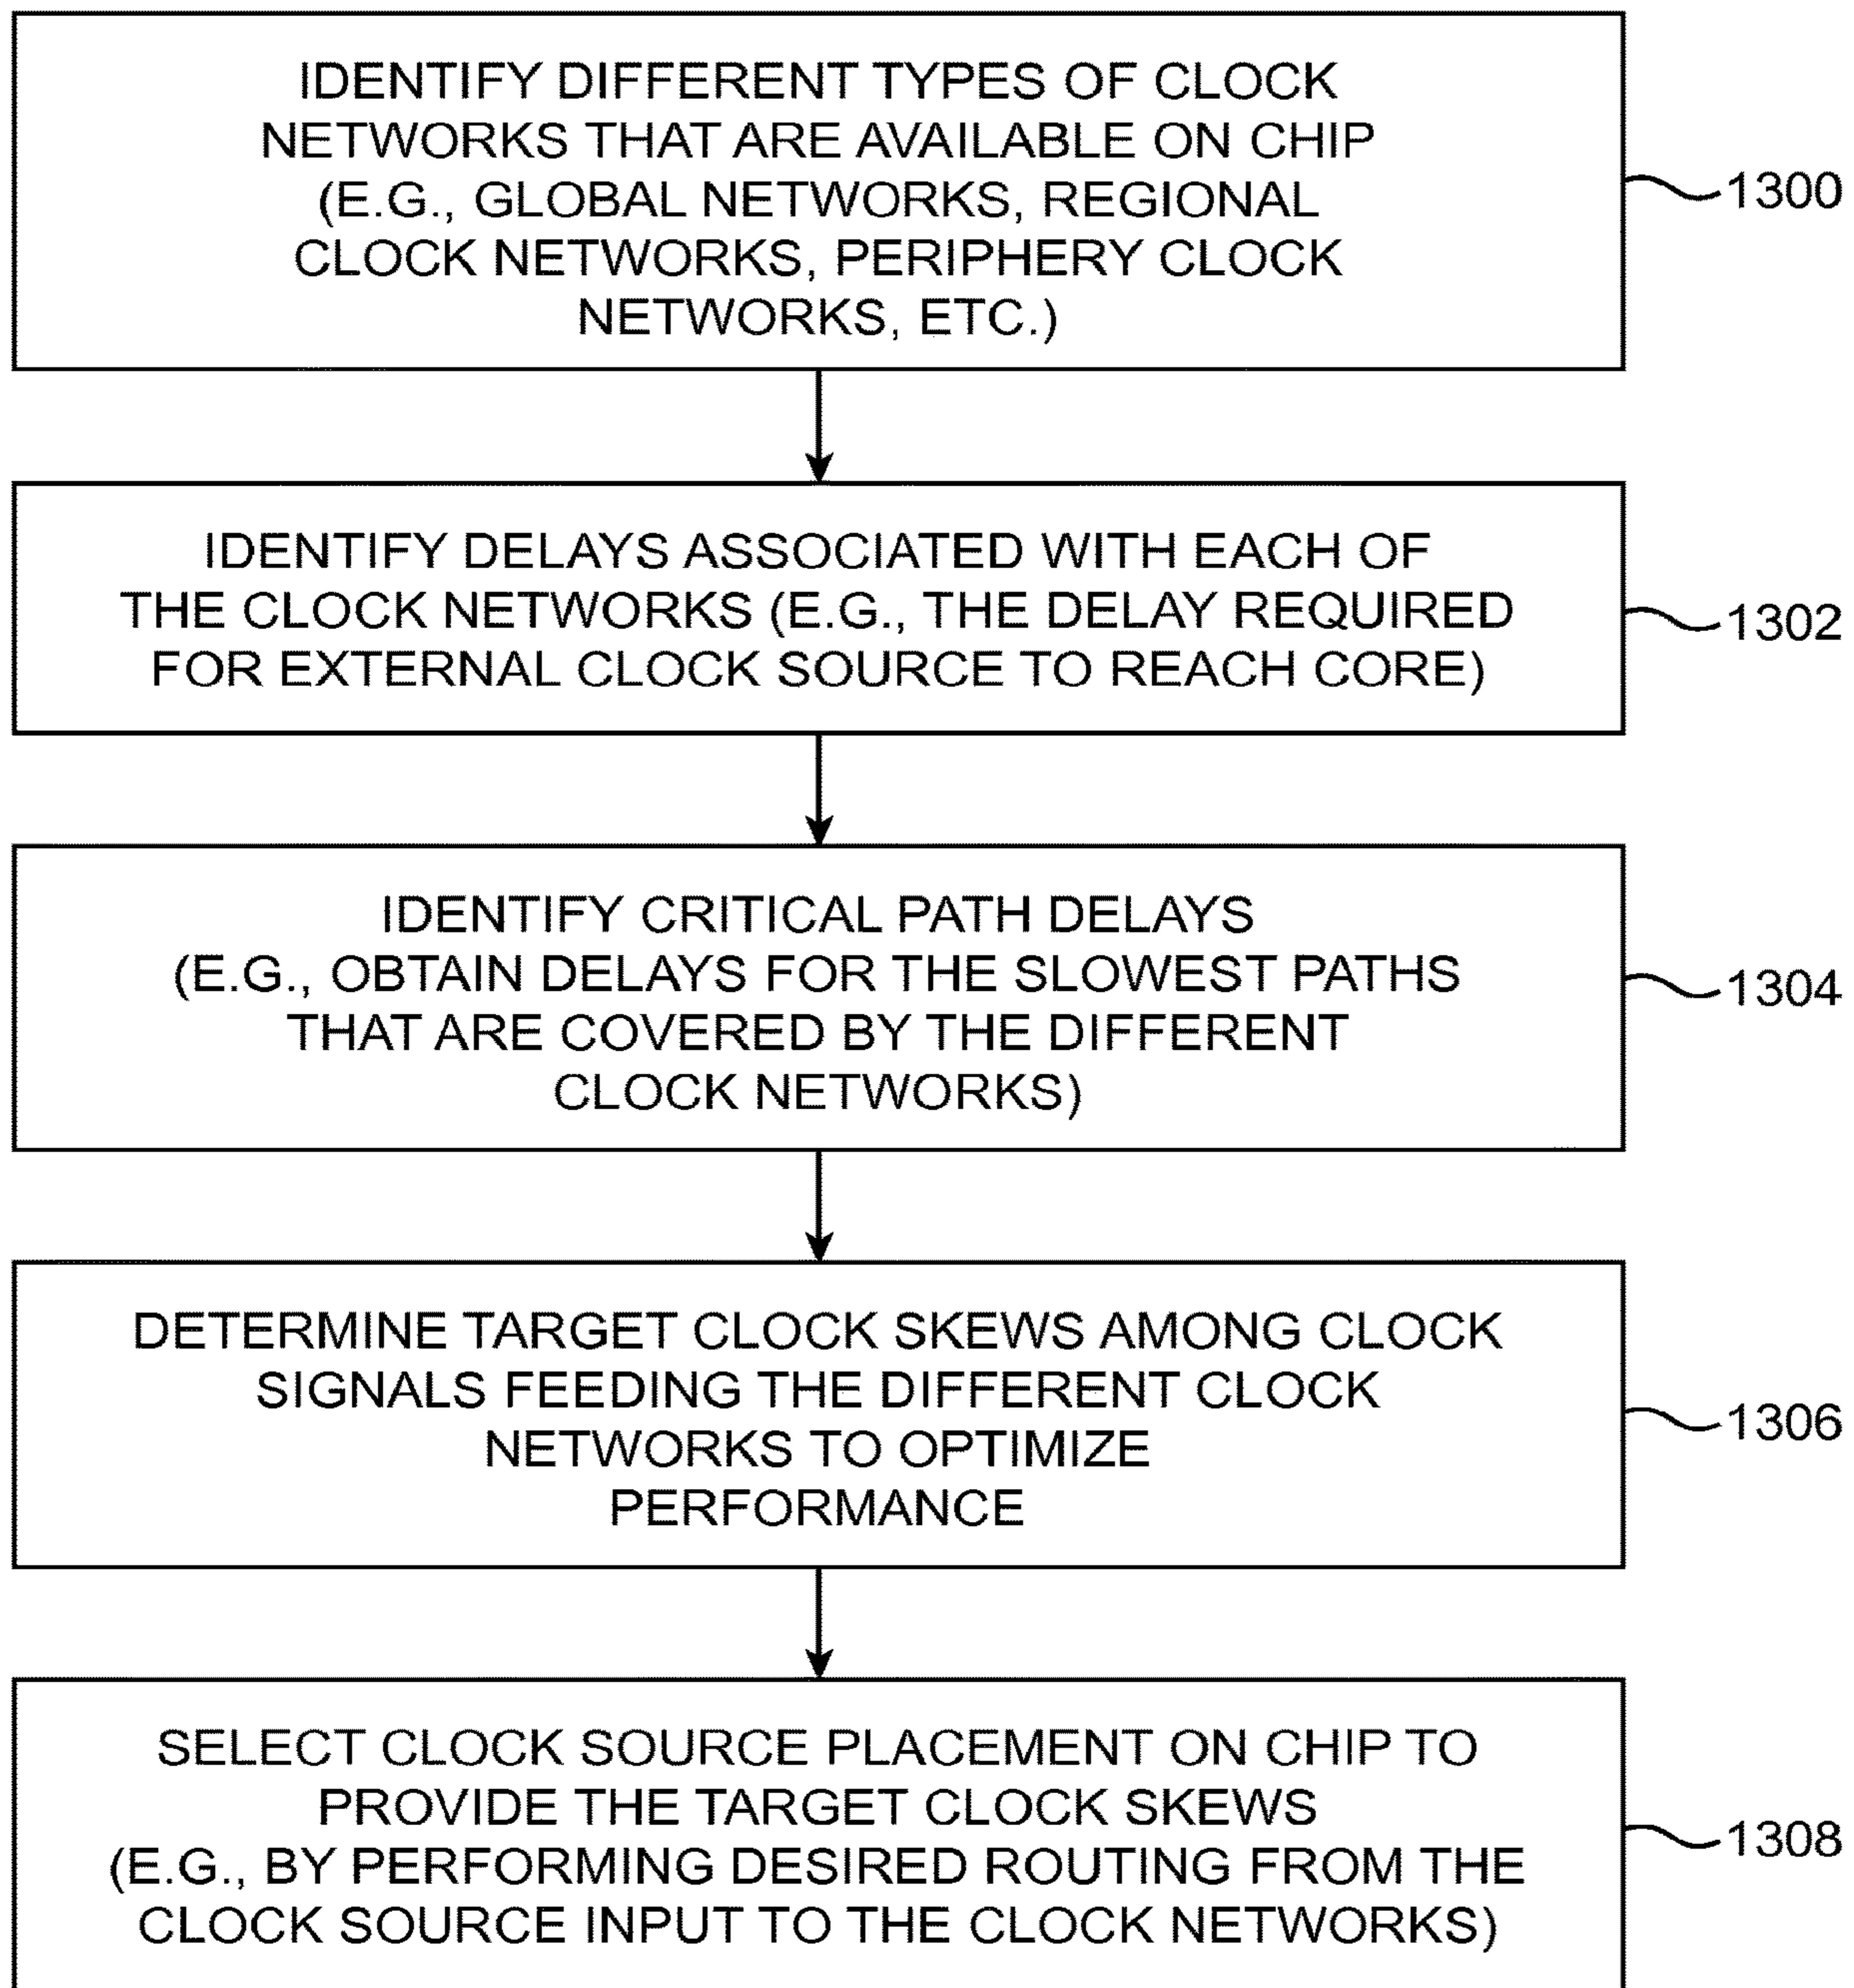 IDENTIFY DIFFERENT TYPES OF CLOCK
NETWORKS THAT ARE AVAILABLE ON CHIP
(E.G., GLOBAL NETWORKS, REGIONAL
CLOCK NETWORKS, PERIPHERY CLOCK
NETWORKS, ETC.)
1300
IDENTIFY DELAYS ASSOCIATED WITH EACH OF
THE CLOCK NETWORKS (E.G., THE DELAY REQUIRED
FOR EXTERNAL CLOCK SOURCE TO REACH CORE)
1302
IDENTIFY CRITICAL PATH DELAYS
(E.G., OBTAIN DELAYS FOR THE SLOWEST PATHS
THAT ARE COVERED BY THE DIFFERENT
CLOCK NETWORKS)
1304
DETERMINE TARGET CLOCK SKEWS AMONG CLOCK
SIGNALS FEEDING THE DIFFERENT CLOCK
NETWORKS TO OPTIMIZE
PERFORMANCE
1306
SELECT CLOCK SOURCE PLACEMENT ON CHIP TO
PROVIDE THE TARGET CLOCK SKEWS
(E.G., BY PERFORMING DESIRED ROUTING FROM THE
CLOCK SOURCE INPUT TO THE CLOCK NETWORKS)
1308